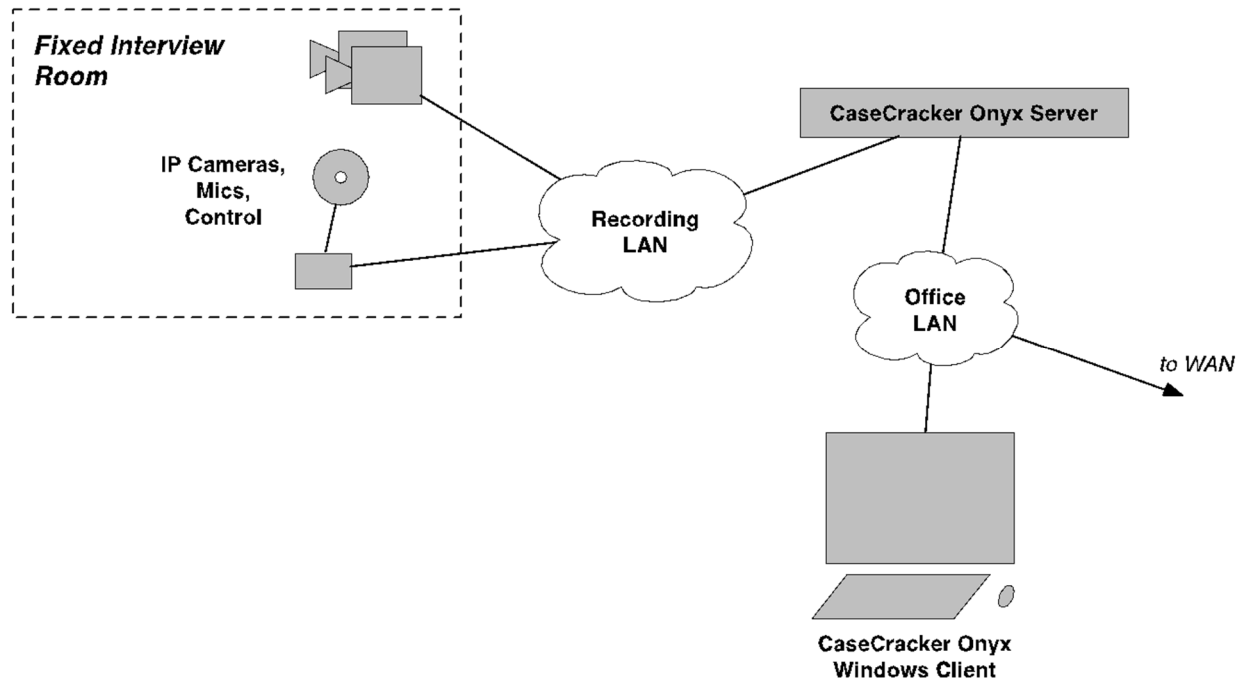 Fixed Interview
Room
IP Cameras,
Mics,
Control
Recording
LAN
CaseCracker Onyx Server
Office
LAN
to WAN
CaseCracker Onyx
Windows Client